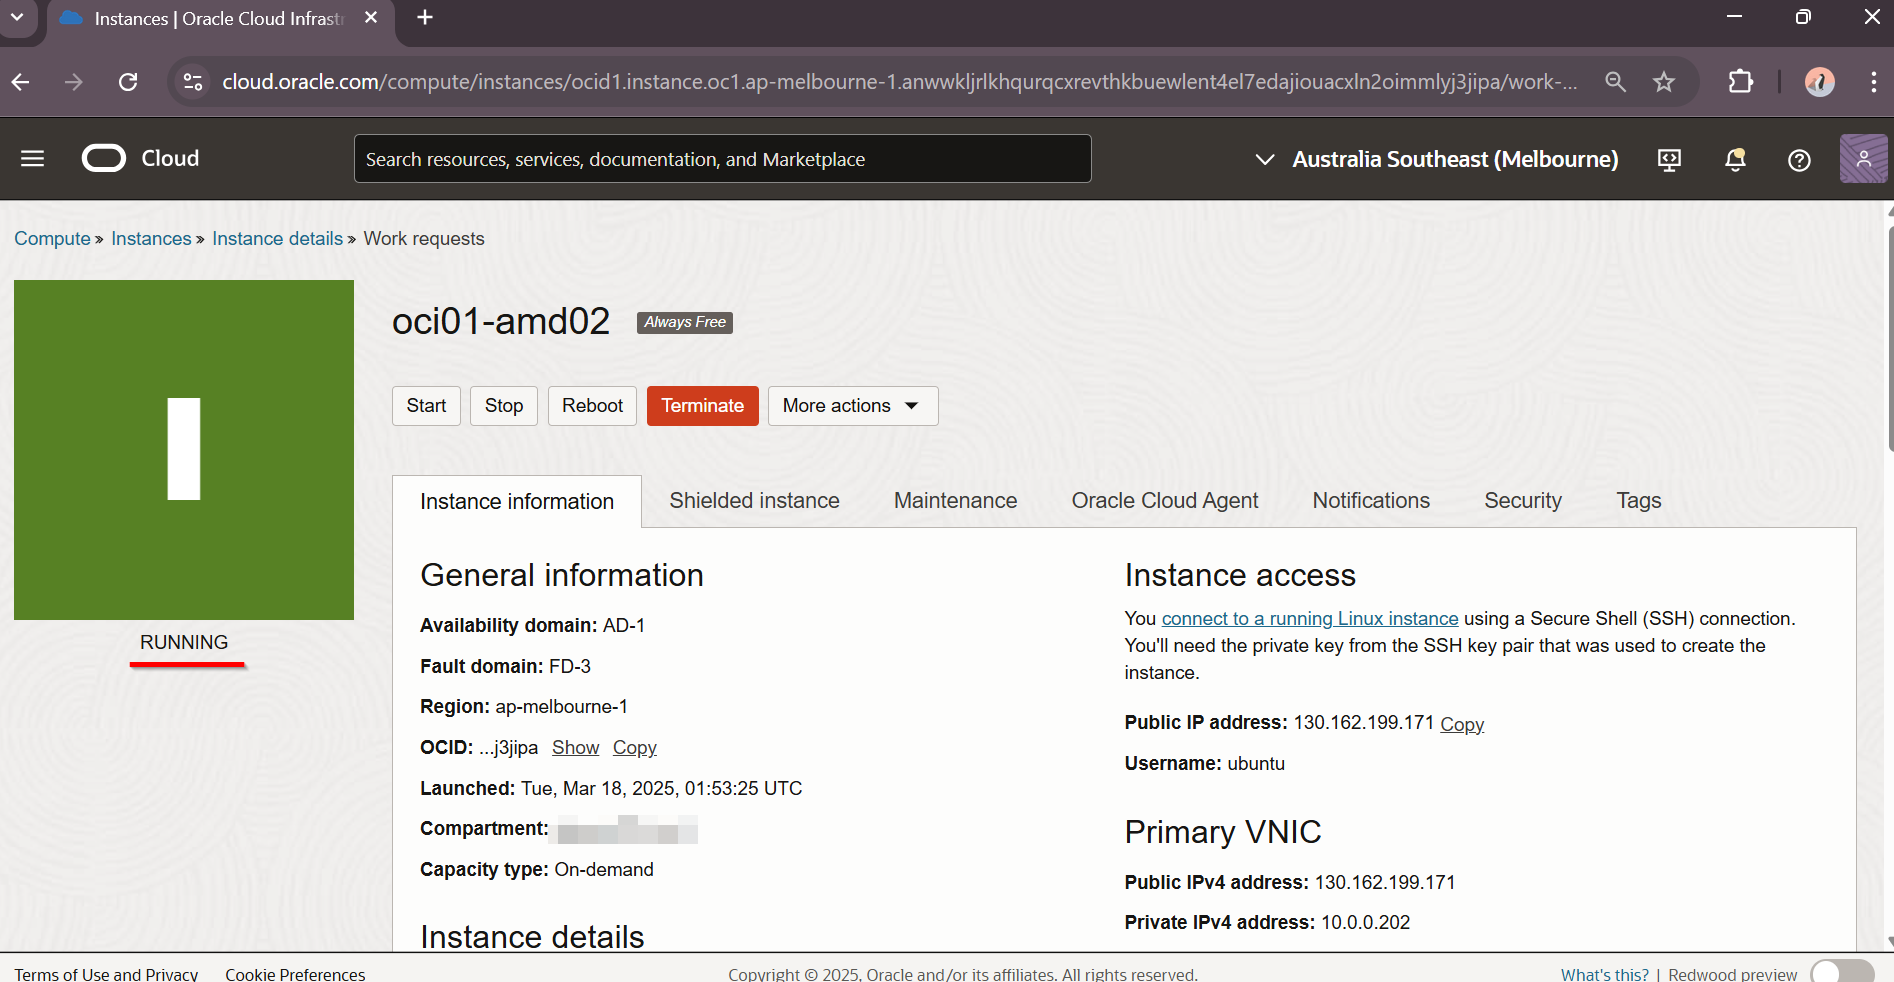 Instances | Oracle Cloud Infrast
cloud.oracle.com/compute/instances/ocid1.instance.oc1.ap-melbourne-1.anwwkljrlkhqurqcxrevthkbuewlent4el7edajiouacxln2oimmlyj3jipa/work-...
Cloud
Search resources, services, documentation, and Marketplace
Australia Southeast (Melbourne)
Compute » Instances » Instance details » Work requests
I
RUNNING
oci01-amd02 Always Free
Start Stop Reboot Terminate More actions
Instance information Shielded instance Maintenance Oracle Cloud Agent Notifications Security Tags
General information
Availability domain: AD-1
Fault domain: FD-3
Region: ap-melbourne-1
OCID: ...j3jipa Show Copy
Launched: Tue, Mar 18, 2025, 01:53:25 UTC
Compartment:
Capacity type: On-demand
Instance details
Instance access
You connect to a running Linux instance using a Secure Shell (SSH) connection.
You'll need the private key from the SSH key pair that was used to create the
instance.
Public IP address: 130.162.199.171 Copy
Username: ubuntu
Primary VNIC
Public IPv4 address: 130.162.199.171
Private IPv4 address: 10.0.0.202
Terms of Use and Privacy Cookie Preferences
Copyright © 2025, Oracle and/or its affiliates. All rights reserved.
What's this? | Redwood preview